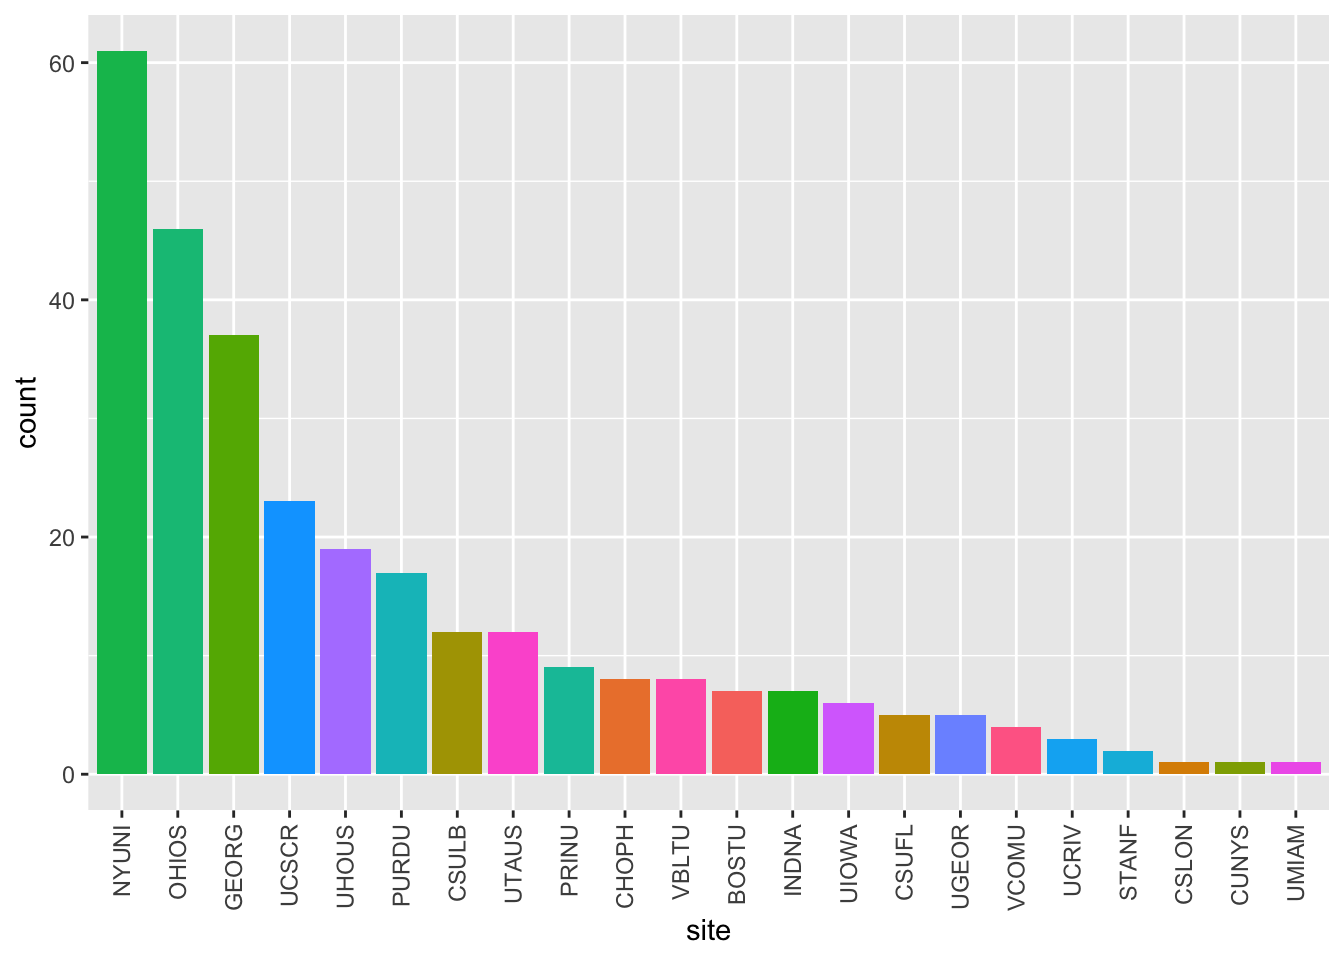 60
40
20
0
count
NYUNI
OHIOS
GEORG
UCSCR
UHOUS
PURDU
CSULB
UTAUS
PRINU
CHOPH
VBLTU
BOSTU
INDNA
UIOWA
CSUFL
UGEOR
VCOMU
UCRIV
STANF
CSLON
CUNYS
UMIAM
site